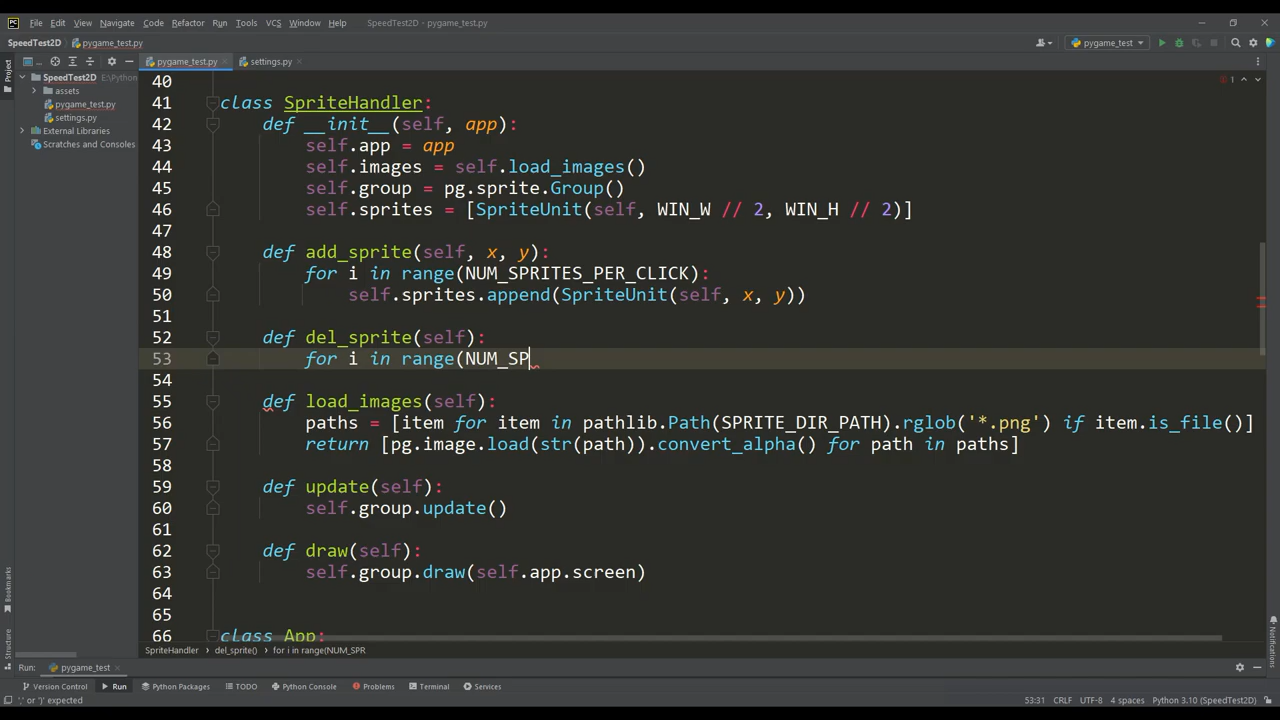 PC File Edit View Navigate Code Refactor Run Tools VCS Window Help SpeedTest2D - pygame_test.py
SpeedTest2D pygame_test.py pygame_test
Project pygame_test.py settings.py
SpeedTest2D E:\Python
assets
pygame_test.py
settings.py
External Libraries
Scratches and Consoles
1
40
41 class SpriteHandler:
42 def __init__(self, app):
43 self.app = app
44 self.images = self.load_images()
45 self.group = pg.sprite.Group()
46 self.sprites = [SpriteUnit(self, WIN_W // 2, WIN_H // 2)]
47
48 def add_sprite(self, x, y):
49 for i in range(NUM_SPRITES_PER_CLICK):
50 self.sprites.append(SpriteUnit(self, x, y))
51
52 def del_sprite(self):
53 for i in range(NUM_SP
54
55 def load_images(self):
56 paths = [item for item in pathlib.Path(SPRITE_DIR_PATH).rglob('*.png') if item.is_file()]
57 return [pg.image.load(str(path)).convert_alpha() for path in paths]
58
59 def update(self):
60 self.group.update()
61
62 def draw(self):
63 self.group.draw(self.app.screen)
64
65
66 class App:
SpriteHandler del_sprite() for i in range(NUM_SPR
Bookmarks
Structure
Notifications
Run: pygame_test
Version Control Run Python Packages TODO Python Console Problems Terminal Services
',' or ')' expected 53:31 CRLF UTF-8 4 spaces Python 3.10 (SpeedTest2D)